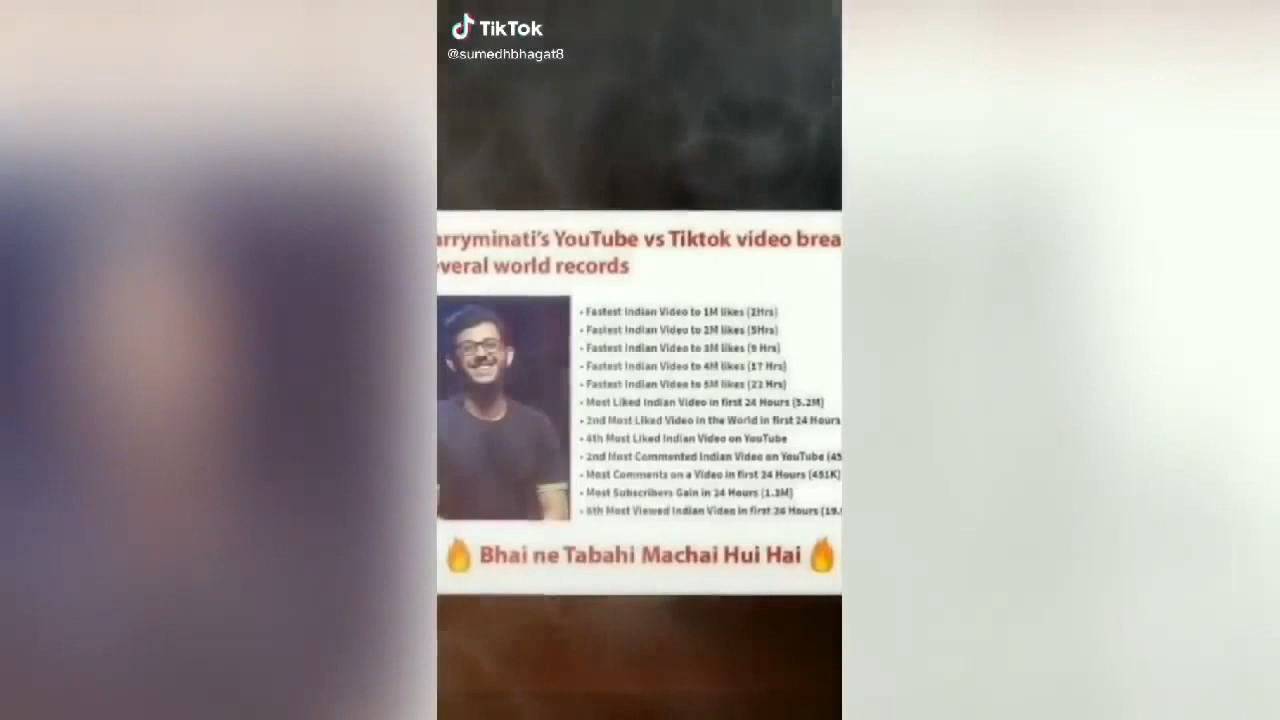 TikTok
@sumedhbhagat8
arryminati's YouTube vs Tiktok video brea
veral world records
• Fastest Indian Video to 1M likes (2Hrs)
• Fastest Indian Video to 2M likes (5Hrs)
• Fastest Indian Video to 3M likes (9 Hrs)
• Fastest Indian Video to 4M likes (17 Hrs)
• Fastest Indian Video to 5M likes (22 Hrs)
• Most Liked Indian Video in first 24 Hours (5.2M)
• 2nd Most Liked Video in the World in first 24 Hours
• 4th Most Liked Indian Video on YouTube
• 2nd Most Commented Indian Video on YouTube (45
• Most Comments on a Video in first 24 Hours (451K)
• Most Subscribers Gain in 24 Hours (1.3M)
• 6th Most Viewed Indian Video in first 24 Hours (19.
🔥 Bhai ne Tabahi Machai Hui Hai 🔥